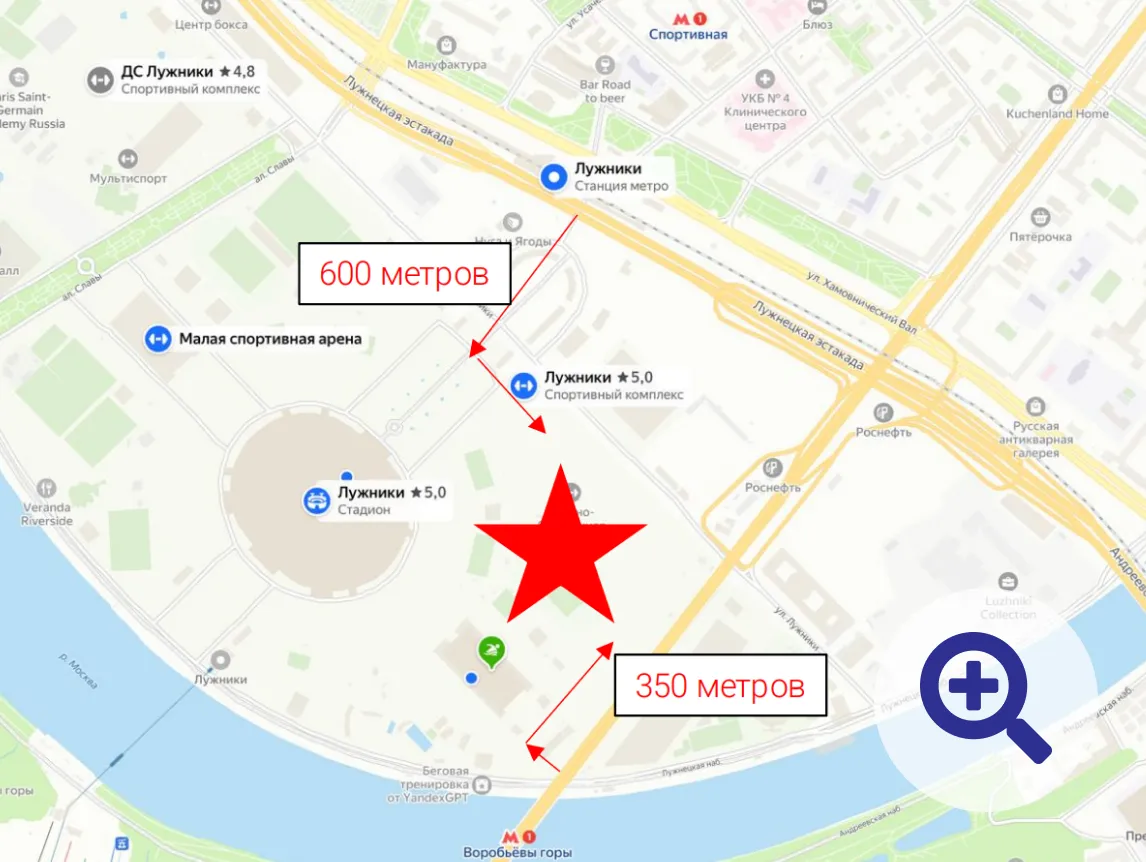 Центр бокса
ул. Усачёва
М 1
Спортивная
Блюз
Мануфактура
ДС Лужники ★4,8
Спортивный комплекс
Bar Road
to beer
УКБ № 4
Клинического
центра
Kuchenland Home
ris Saint-
Germain
demy Russia
Лужнецкая эстакада
Мультиспорт
ал. Славы
Лужники
Станция метро
Нуга и Ягоды
Пятёрочка
600 метров
ал. Славы
ул. Хамовнический Вал
Лужнецкая эстакада
Малая спортивная арена
Лужники ★5,0
Спортивный комплекс
Роснефть
Русская
антикварная
галерея
Роснефть
Veranda
Riverside
Лужники ★5,0
Стадион
Андреевс
Luzhniki
Collection
ул. Лужники
р. Москва
Лужники
350 метров
Лужнецкая наб.
Беговая
тренировка
от YandexGPT
Андреевская наб.
М 1
Воробьёвы горы